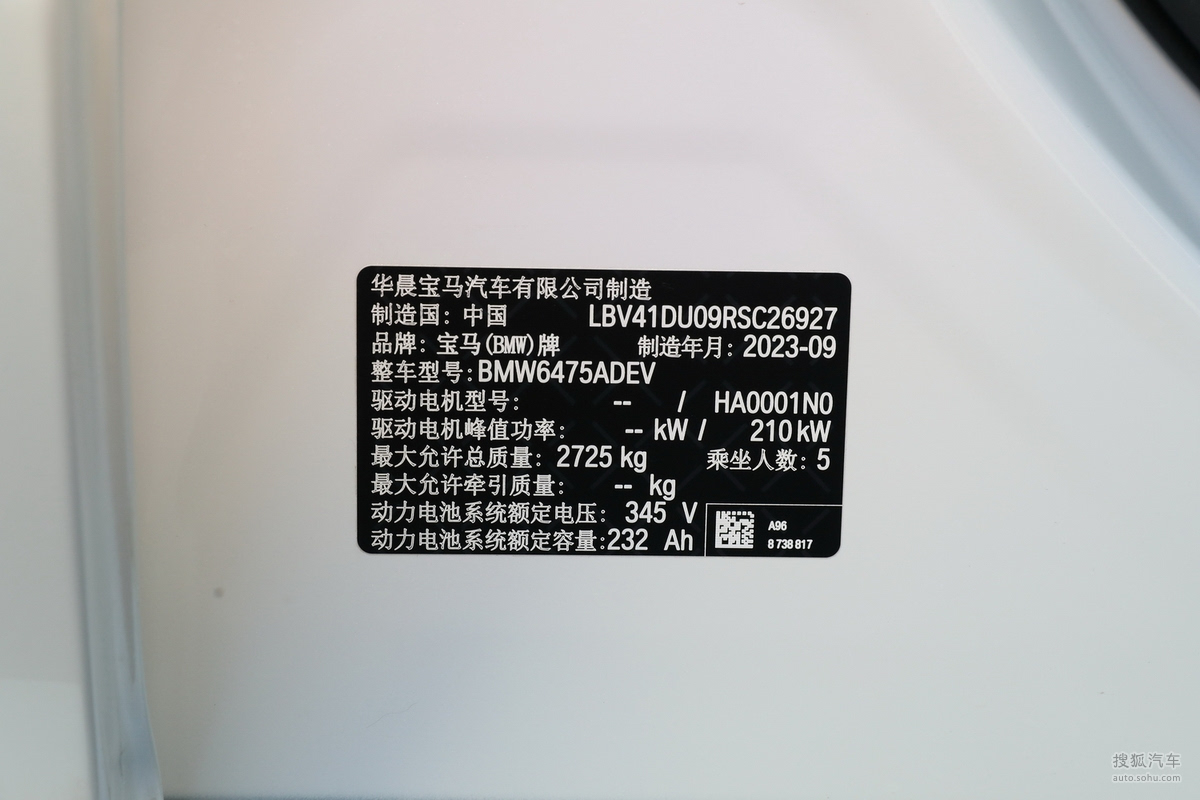 华晨宝马汽车有限公司制造
制造国：中国 LBV41DU09RSC26927
品牌：宝马(BMW)牌 制造年月：2023-09
整车型号：BMW6475ADEV
驱动电机型号： -- / HA0001N0
驱动电机峰值功率： -- kW / 210 kW
最大允许总质量：2725 kg 乘坐人数：5
最大允许牵引质量： -- kg
动力电池系统额定电压： 345 V
动力电池系统额定容量：232 Ah
A96
8 738 817
搜狐汽车
auto.sohu.com